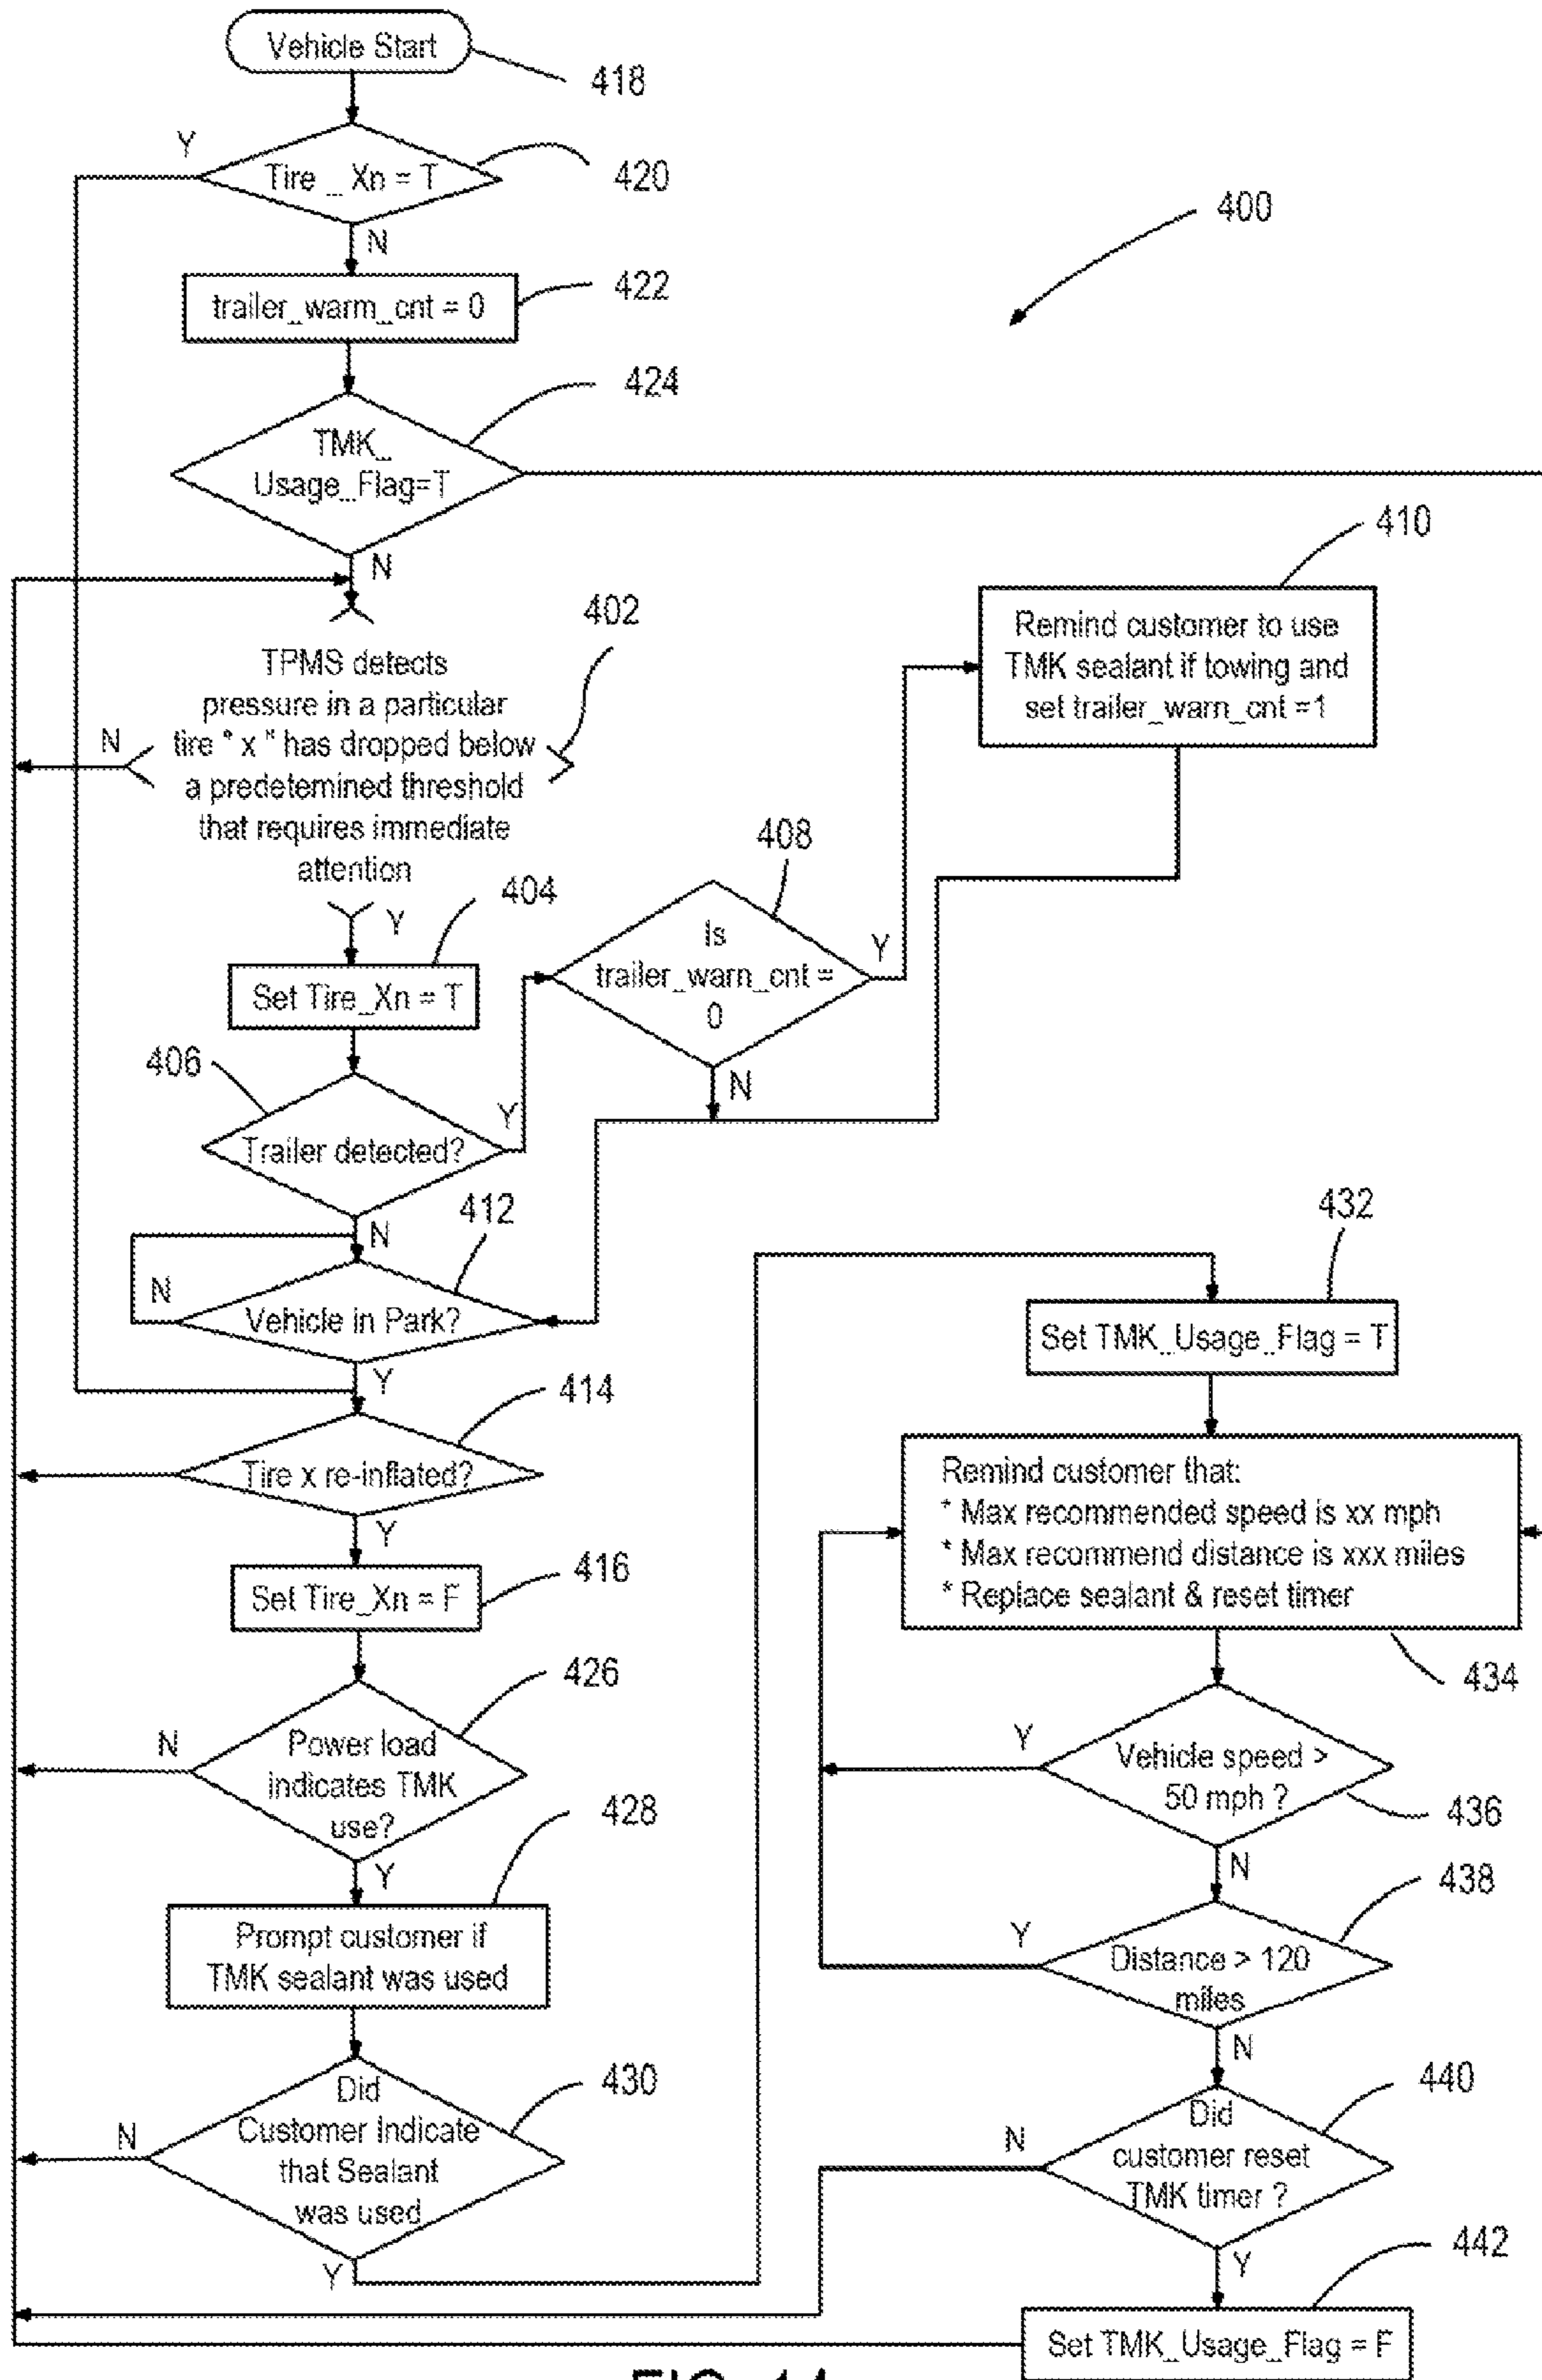 Vehicle Start
418
Y
Tire _ Xn = T
420
400
N
trailer_warm_cnt = 0
422
424
TMK_
Usage_Flag=T
N
410
Remind customer to use
TMK sealant if towing and
set trailer_warn_cnt =1
402
TPMS detects
pressure in a particular
tire " x " has dropped below
a predetemined threshold
that requires immediate
attention
N
Y
404
Set Tire_Xn = T
408
Is
trailer_warn_cnt =
0
Y
N
406
Trailer detected?
Y
N
412
Vehicle in Park?
N
Y
414
Tire x re-inflated?
Y
Set Tire_Xn = F
416
426
Power load
indicates TMK
use?
N
Y
428
Prompt customer if
TMK sealant was used
430
Did
Customer Indicate
that Sealant
was used
N
Y
432
Set TMK_Usage_Flag = T
Remind customer that:
* Max recommended speed is xx mph
* Max recommend distance is xxx miles
* Replace sealant & reset timer
434
Y
Vehicle speed >
50 mph ?
436
N
438
Y
Distance > 120
miles
N
440
Did
customer reset
TMK timer ?
N
Y
442
Set TMK_Usage_Flag = F